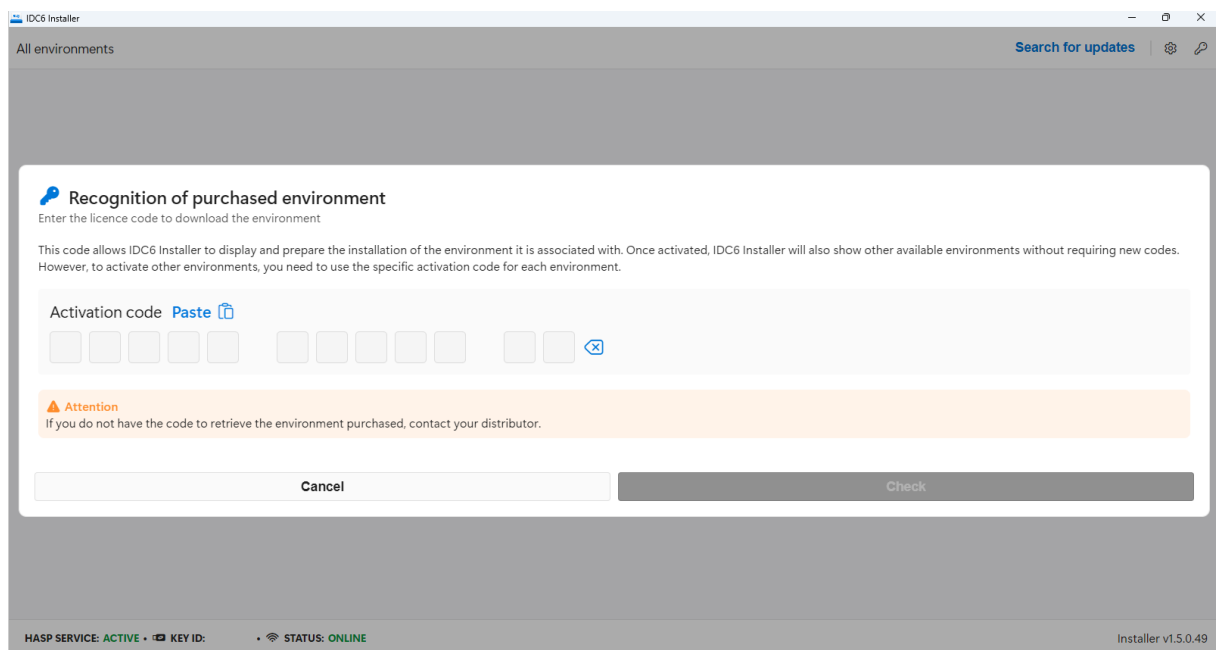 IDC6 Installer
All environments
Search for updates
Recognition of purchased environment
Enter the licence code to download the environment
This code allows IDC6 Installer to display and prepare the installation of the environment it is associated with. Once activated, IDC6 Installer will also show other available environments without requiring new codes.
However, to activate other environments, you need to use the specific activation code for each environment.
Activation code Paste
Attention
If you do not have the code to retrieve the environment purchased, contact your distributor.
Cancel Check
HASP SERVICE: ACTIVE • KEY ID: • STATUS: ONLINE Installer v1.5.0.49